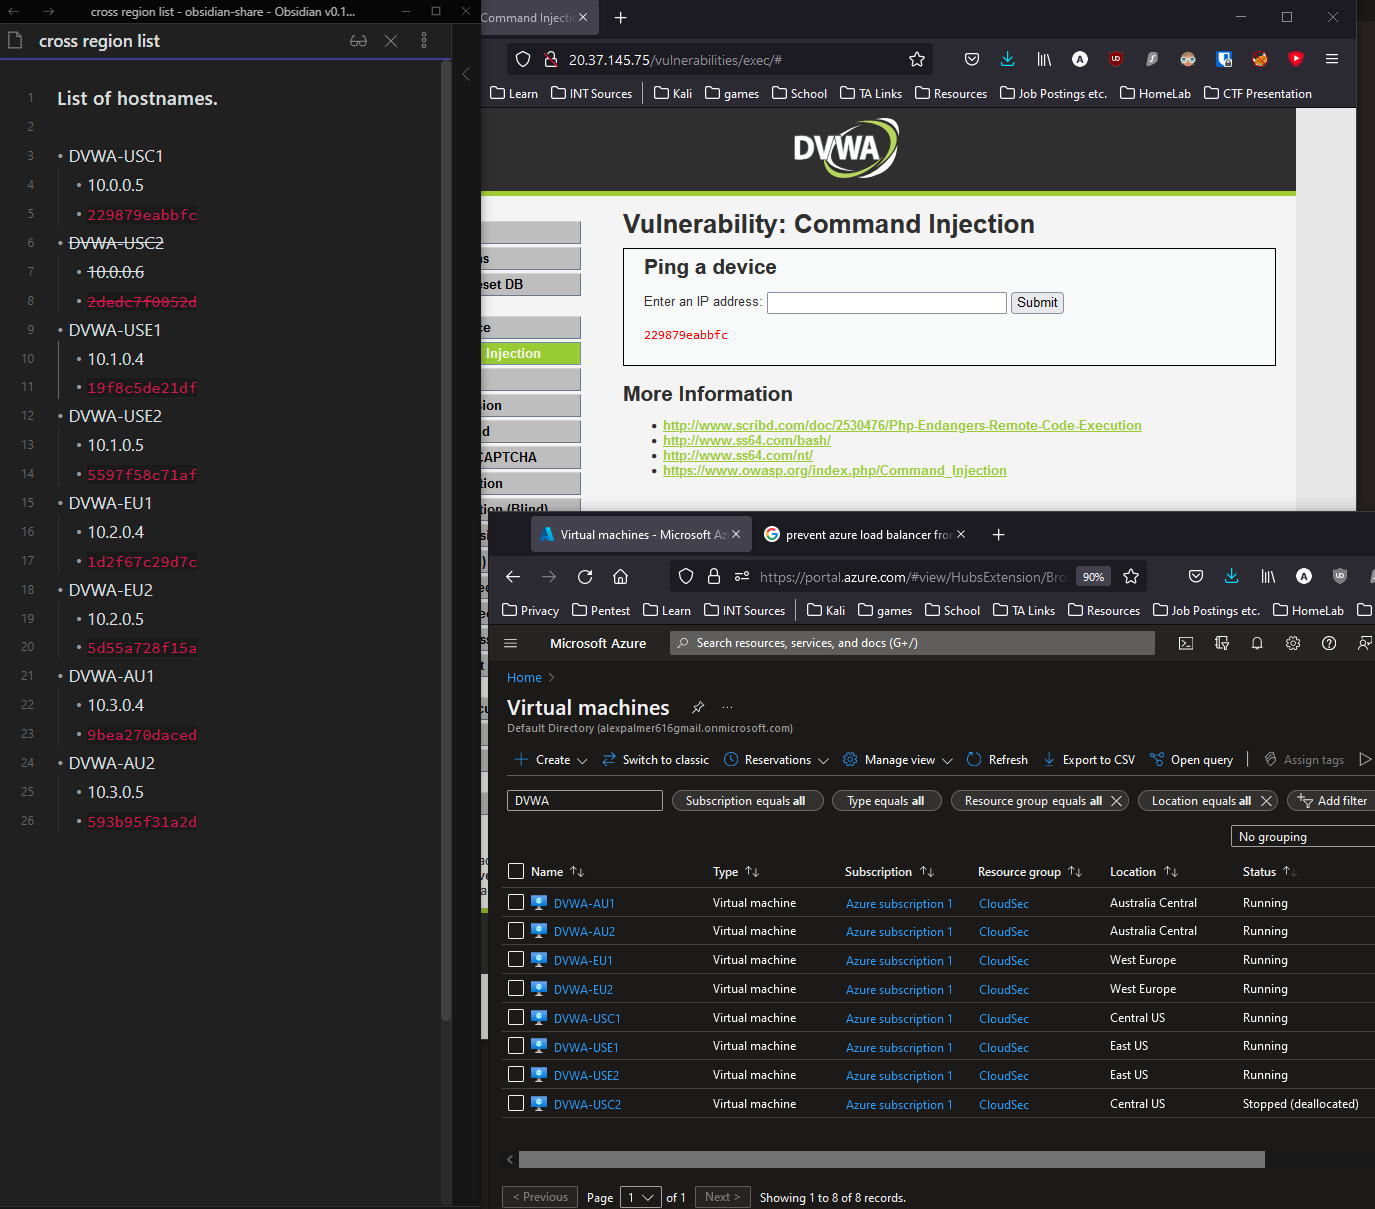 cross region list - obsidian-share - Obsidian v0.1...
cross region list
1 List of hostnames.
2
3 • DVWA-USC1
4 • 10.0.0.5
5 • 229879eabbfc
6 • DVWA-USC2
7 • 10.0.0.6
8 • 2dedc7f0052d
9 • DVWA-USE1
10 • 10.1.0.4
11 • 19f8c5de21df
12 • DVWA-USE2
13 • 10.1.0.5
14 • 5597f58c71af
15 • DVWA-EU1
16 • 10.2.0.4
17 • 1d2f67c29d7c
18 • DVWA-EU2
19 • 10.2.0.5
20 • 5d55a728f15a
21 • DVWA-AU1
22 • 10.3.0.4
23 • 9bea270daced
24 • DVWA-AU2
25 • 10.3.0.5
26 • 593b95f31a2d
Command Injecti
20.37.145.75/vulnerabilities/exec/#
Learn INT Sources Kali games School TA Links Resources Job Postings etc. HomeLab CTF Presentation
DVWA
eset DB
Injection
CAPTCHA
tion (Blind)
Vulnerability: Command Injection
Ping a device
Enter an IP address: Submit
229879eabbfc
More Information
• http://www.scribd.com/doc/2530476/Php-Endangers-Remote-Code-Execution
• http://www.ss64.com/bash/
• http://www.ss64.com/nt/
• https://www.owasp.org/index.php/Command_Injection
Virtual machines - Microsoft Az prevent azure load balancer fro
https://portal.azure.com/#view/HubsExtension/Bro 90%
Privacy Pentest Learn INT Sources Kali games School TA Links Resources Job Postings etc. HomeLab
Microsoft Azure Search resources, services, and docs (G+/)
Home >
Virtual machines ...
Default Directory (alexpalmer616gmail.onmicrosoft.com)
Create Switch to classic Reservations Manage view Refresh Export to CSV Open query Assign tags
DVWA Subscription equals all Type equals all Resource group equals all Location equals all Add filter
No grouping
Name Type Subscription Resource group Location Status
DVWA-AU1 Virtual machine Azure subscription 1 CloudSec Australia Central Running
DVWA-AU2 Virtual machine Azure subscription 1 CloudSec Australia Central Running
DVWA-EU1 Virtual machine Azure subscription 1 CloudSec West Europe Running
DVWA-EU2 Virtual machine Azure subscription 1 CloudSec West Europe Running
DVWA-USC1 Virtual machine Azure subscription 1 CloudSec Central US Running
DVWA-USE1 Virtual machine Azure subscription 1 CloudSec East US Running
DVWA-USE2 Virtual machine Azure subscription 1 CloudSec East US Running
DVWA-USC2 Virtual machine Azure subscription 1 CloudSec Central US Stopped (deallocated)
< Previous Page 1 of 1 Next > Showing 1 to 8 of 8 records.